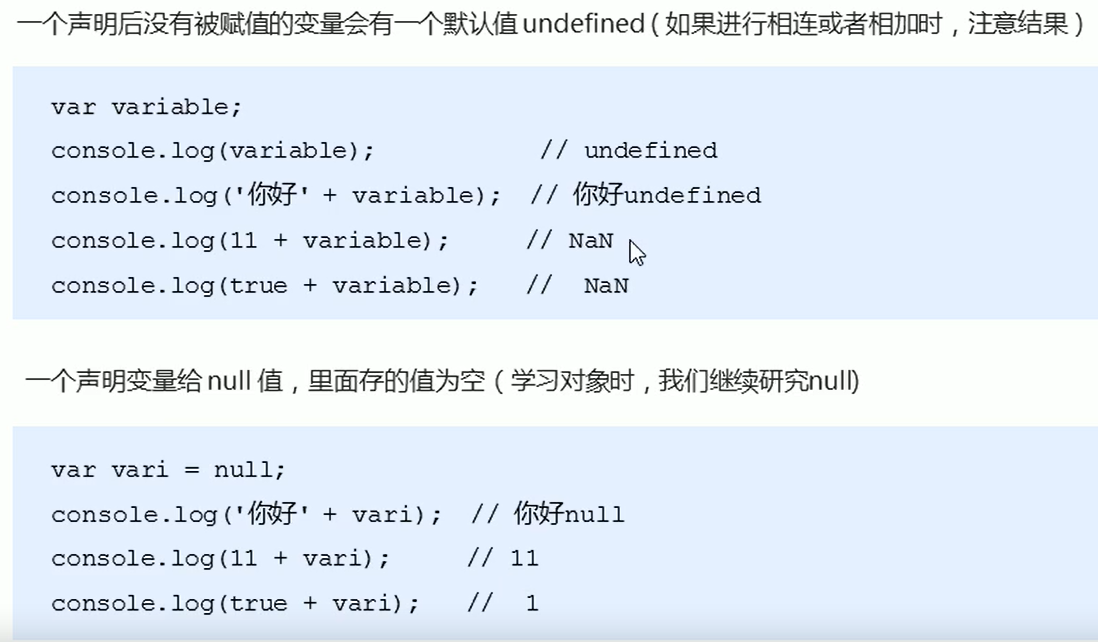 一个声明后没有被赋值的变量会有一个默认值 undefined ( 如果进行相连或者相加时，注意结果 )
var variable;
console.log(variable);           // undefined
console.log('你好' + variable);  // 你好undefined
console.log(11 + variable);     // NaN
console.log(true + variable);   //  NaN
一个声明变量给 null 值，里面存的值为空 ( 学习对象时，我们继续研究null)
var vari = null;
console.log('你好' + vari);  // 你好null
console.log(11 + vari);     // 11
console.log(true + vari);   //  1